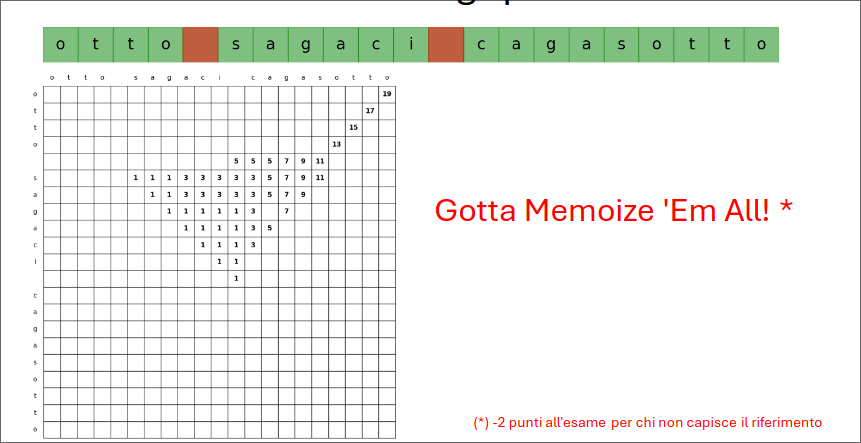 o t t o s a g a c i c a g a s o t t o
o t t o s a g a c i c a g a s o t t o
o 19
t 17
t 15
o 13
5 5 5 7 9 11
s 1 1 1 3 3 3 3 3 5 7 9 11
a 1 1 3 3 3 3 3 5 7 9
g 1 1 1 1 1 3 7
a 1 1 1 1 3 5
c 1 1 1 3
i 1 1
1
c
a
g
a
s
o
t
t
o
Gotta Memoize 'Em All! *
(*) -2 punti all'esame per chi non capisce il riferimento